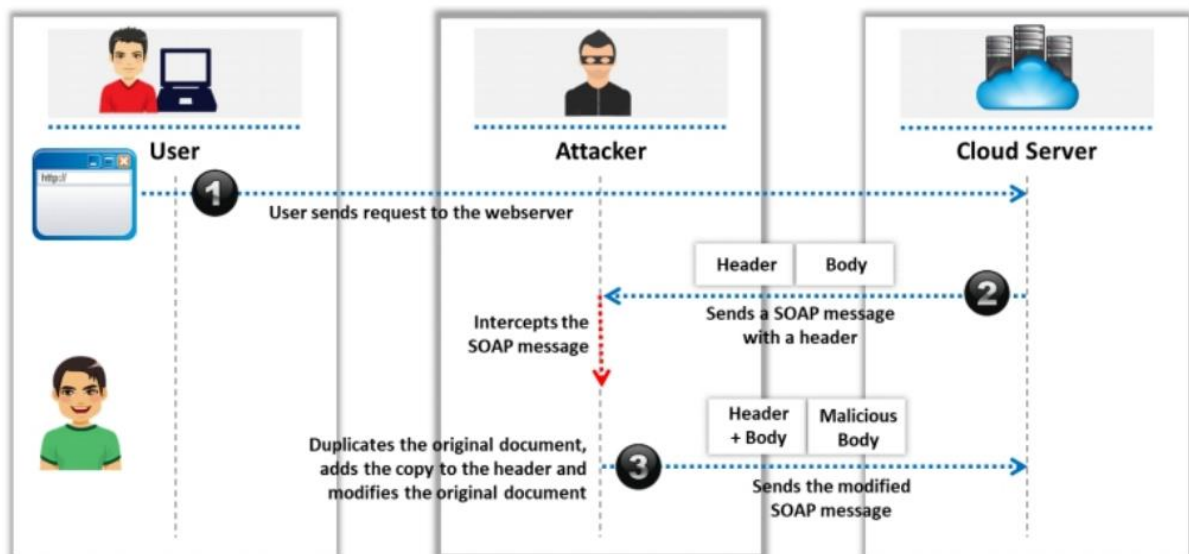 User
Attacker
Cloud Server
http://
1
User sends request to the webserver
Header
Body
2
Sends a SOAP message
with a header
Intercepts the
SOAP message
Header
+ Body
Malicious
Body
Duplicates the original document,
adds the copy to the header and
modifies the original document
3
Sends the modified
SOAP message